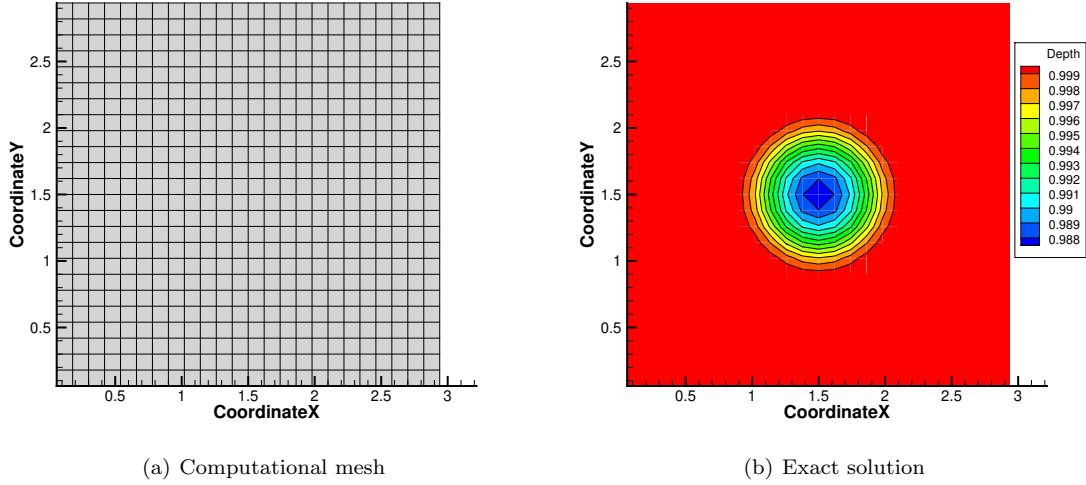 CoordinateY
2.5
2
1.5
1
0.5
0.5 1 1.5 2 2.5 3
CoordinateX
(a) Computational mesh
CoordinateY
2.5
2
1.5
1
0.5
0.5 1 1.5 2 2.5 3
CoordinateX
Depth
0.999
0.998
0.997
0.996
0.995
0.994
0.993
0.992
0.991
0.99
0.989
0.988
(b) Exact solution